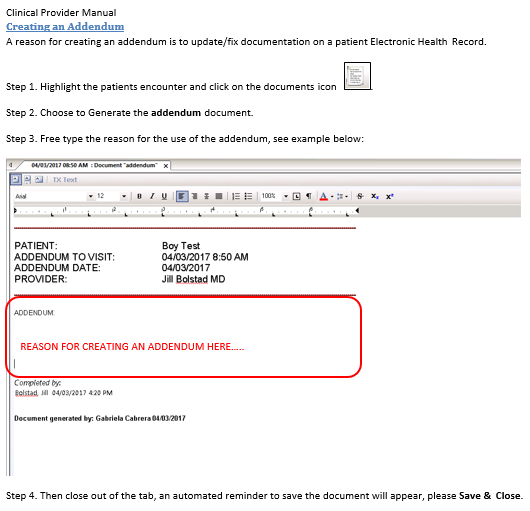 Clinical Provider Manual
Creating an Addendum
A reason for creating an addendum is to update/fix documentation on a patient Electronic Health Record.
Step 1. Highlight the patients encounter and click on the documents icon
Step 2. Choose to Generate the addendum document.
Step 3. Free type the reason for the use of the addendum, see example below:
04/03/2017 08:50 AM : Document "addendum" x
TX Text
Arial 12 B I U 100% A
PATIENT: Boy Test
ADDENDUM TO VISIT: 04/03/2017 8:50 AM
ADDENDUM DATE: 04/03/2017
PROVIDER: Jill Bolstad MD
ADDENDUM:
REASON FOR CREATING AN ADDENDUM HERE.....
Completed by:
Bolstad, Jill 04/03/2017 4:20 PM
Document generated by: Gabriela Cabrera 04/03/2017
Step 4. Then close out of the tab, an automated reminder to save the document will appear, please Save & Close.